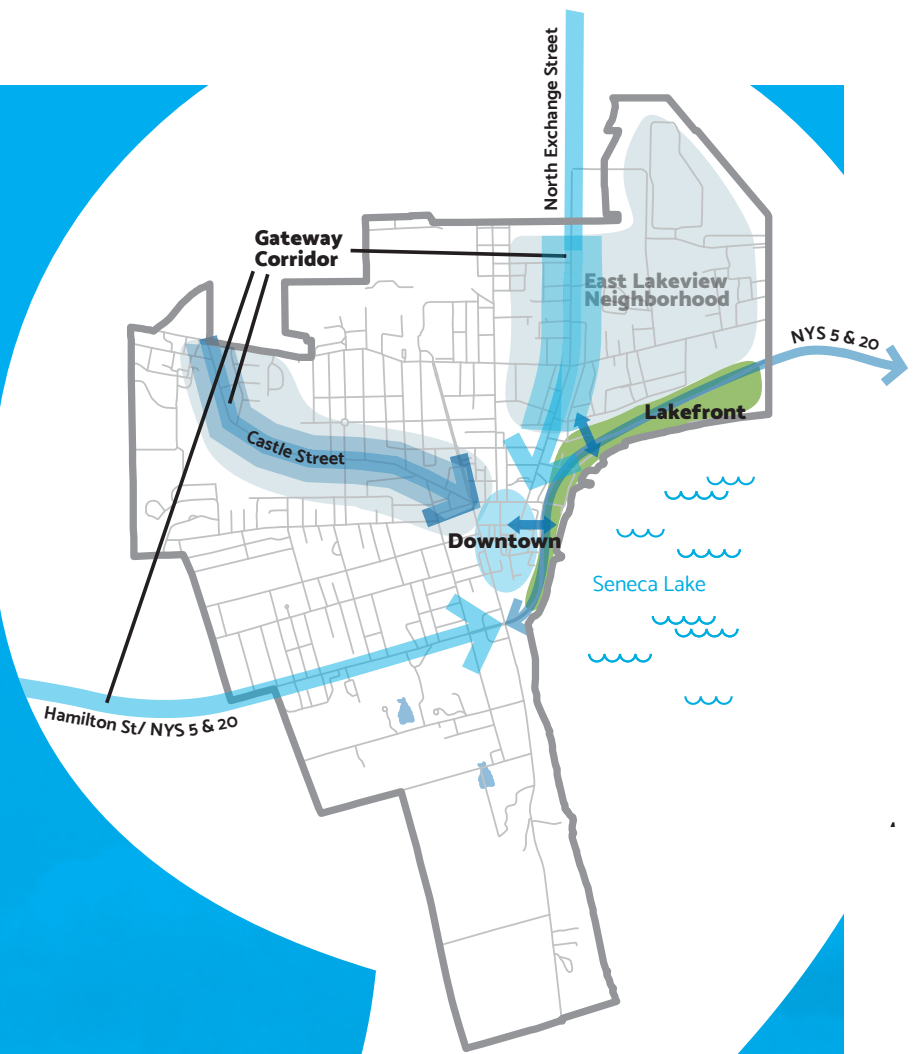 North Exchange Street
Gateway
Corridor
East Lakeview
Neighborhood
NYS 5 & 20
Lakefront
Castle Street
Downtown
Seneca Lake
Hamilton St/ NYS 5 & 20